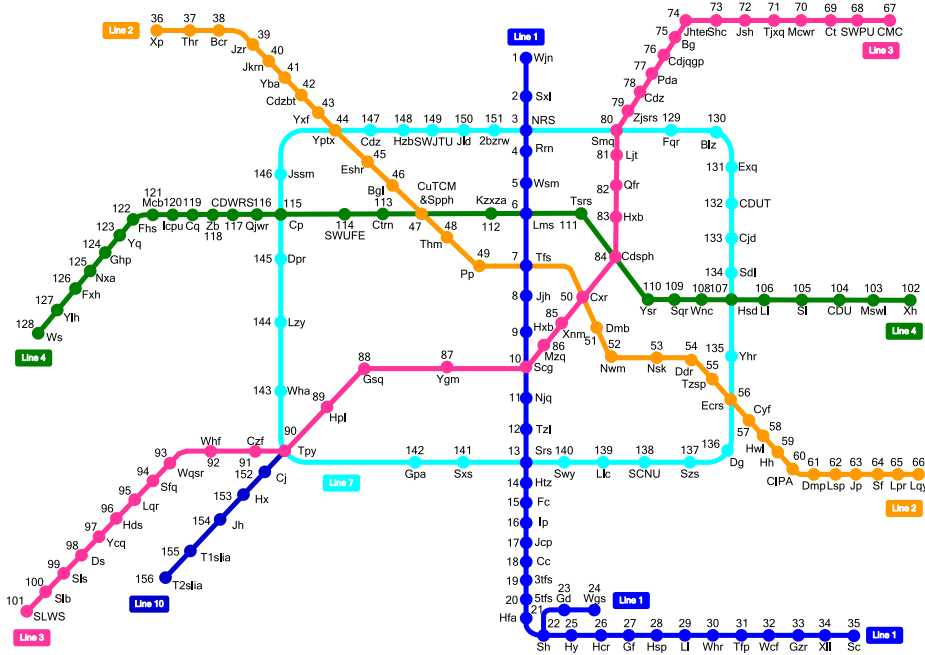 Line 2
36 37 38
Xp Thr Bcr
39 Jzr
40 Jkrn
41 Yba
42 Cdzbt
43 Yxf
44 Yptx
45 Eshr
46 Bgl
CuTCM
&Spph
47
48 Thm
49 Pp
50 Cxr
51 Dmb
52 Nwm
53 Nsk
54 Ddr
55 Tzsp
56 Ecrs
57 Cyf
58 Hwl
59 Hh
60 CIPA
61 62 63 64 65 66
Dmp Lsp Jp Sf Lpr Lqy
Line 2
Line 1
1 Wjn
2 Sxl
3 NRS
4 Rrn
5 Wsm
6 Lms
7 Tfs
8 Jjh
9 Hxb
10 Scg
11 Njq
12 Tzl
13 Srs
14 Htz
15 Fc
16 Ip
17 Jcp
18 Cc
19 3tfs
20 5tfs
21 Hfa
22 Sh
23 24
Gd Wgs
Line 1
25 26 27 28 29 30 31 32 33 34 35
Hy Hcr Gf Hsp Ll Whr Tfp Wcf Gzr Xll Sc
Line 1
74 73 72 71 70 69 68 67
Jhter Shc Jsh Tjxq Mcwr Ct SWPU CMC
Line 3
75 Bg
76 Cdjqgp
77 Pda
78 Cdz
79 Zjsrs
80 Smq
81 Ljt
82 Qfr
83 Hxb
84 Cdsph
85 Xnm
86 Mzq
87 Ygm
88 Gsq
89 Hpl
90 Tpy
91 Czf
92 Whf
93 Wqsr
94 Sfq
95 Lqr
96 Hds
97 Ycq
98 Ds
99 Sls
100 Slb
101 SLWS
Line 3
147 148 149 150 151
Cdz Hzb SWJTU Jld 2bzrw
129 130
Fqr Blz
131 Exq
132 CDUT
133 Cjd
134 Sdl
135 Yhr
136 Dg
137 Szs
138 SCNU
139 Llc
140 Swy
141 Sxs
142 Gpa
143 Wha
144 Lzy
145 Dpr
146 Jssm
Line 7
102 Xh
103 Mswl
104 CDU
105 Sl
106 Ll
107 Hsd
108 Wnc
109 Sqr
110 Ysr
111 Tsrs
112 Kzxza
113 Ctrn
114 SWUFE
115 Cp
116 Qjwr
117 CDWRS
118 Zb
119 Cq
120 Icpu
121 Mcb
122 Fhs
123 Yq
124 Ghp
125 Nxa
126 Fxh
127 Ylh
128 Ws
Line 4
Line 4
152 Cj
153 Hx
154 Jh
155 T1slia
156 T2slia
Line 10